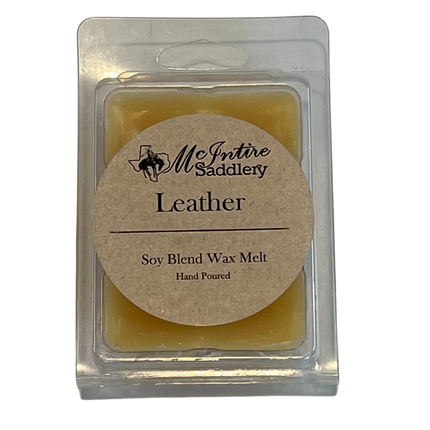 McIntire
Saddlery
Leather
Soy Blend Wax Melt
Hand Poured